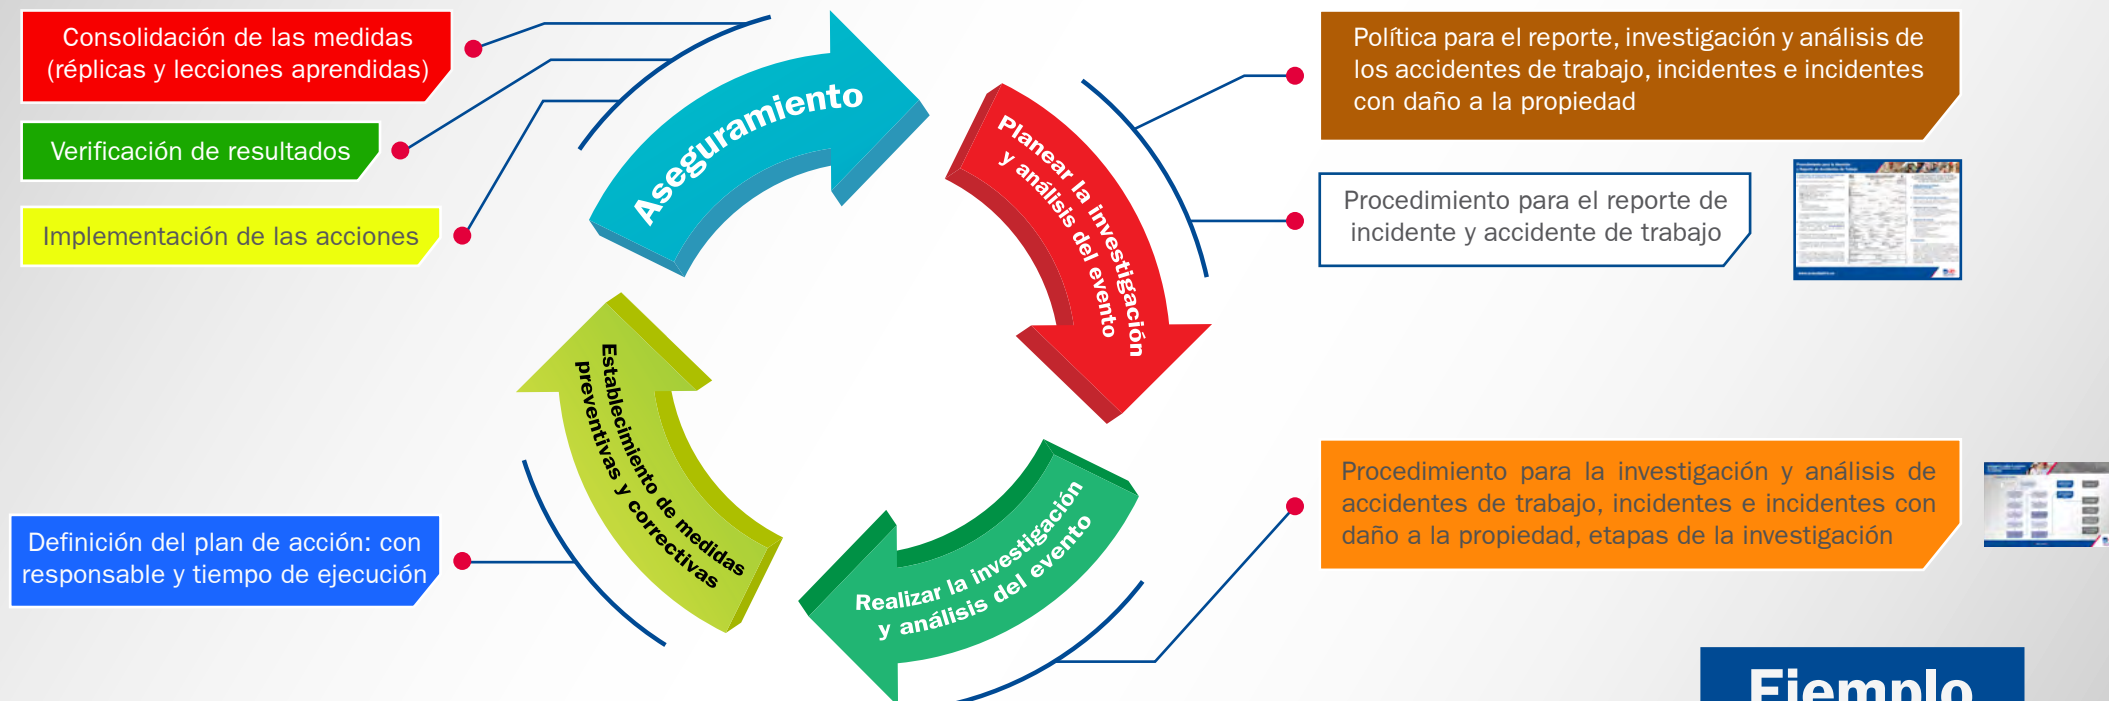 Consolidación de las medidas
(réplicas y lecciones aprendidas)
Verificación de resultados
Implementación de las acciones
Definición del plan de acción: con
responsable y tiempo de ejecución
Aseguramiento
Planear la investigación
y análisis del evento
Realizar la investigación
y análisis del evento
Establecimiento de medidas
preventivas y correctivas
Política para el reporte, investigación y análisis de
los accidentes de trabajo, incidentes e incidentes
con daño a la propiedad
Procedimiento para el reporte de
incidente y accidente de trabajo
Procedimiento para la investigación y análisis de
accidentes de trabajo, incidentes e incidentes con
daño a la propiedad, etapas de la investigación
Ejemplo